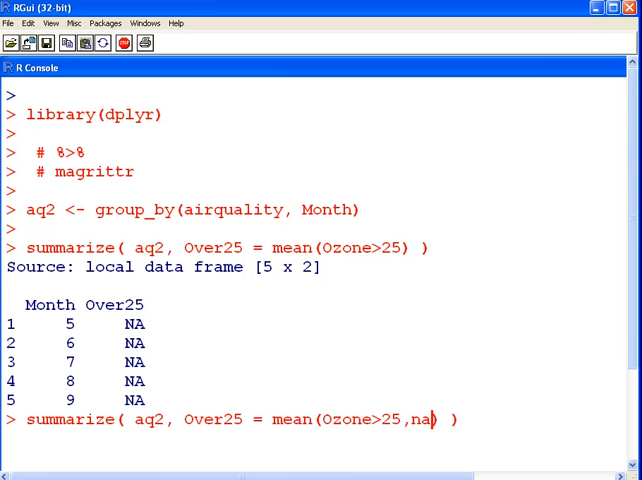 RGui (32-bit)
File Edit View Misc Packages Windows Help
STOP
R Console
>
> library(dplyr)
>
> # %>%
> # magrittr
>
> aq2 <- group_by(airquality, Month)
>
> summarize( aq2, Over25 = mean(Ozone>25) )
Source: local data frame [5 x 2]
Month Over25
1 5 NA
2 6 NA
3 7 NA
4 8 NA
5 9 NA
> summarize( aq2, Over25 = mean(Ozone>25,na) )